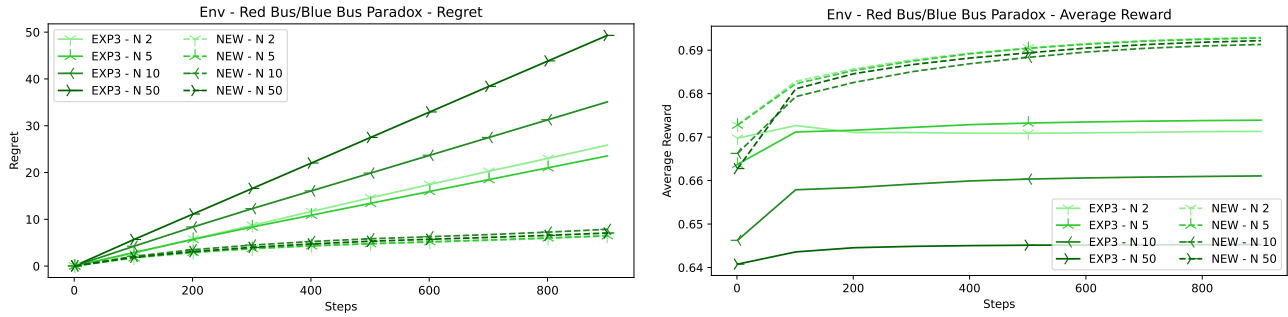 Env - Red Bus/Blue Bus Paradox - Regret
50
40
30
20
10
0
Regret
EXP3 - N 2
EXP3 - N 5
EXP3 - N 10
EXP3 - N 50
NEW - N 2
NEW - N 5
NEW - N 10
NEW - N 50
0 200 400 600 800
Steps
Env - Red Bus/Blue Bus Paradox - Average Reward
0.69
0.68
0.67
0.66
0.65
0.64
Average Reward
EXP3 - N 2
EXP3 - N 5
EXP3 - N 10
EXP3 - N 50
NEW - N 2
NEW - N 5
NEW - N 10
NEW - N 50
0 200 400 600 800
Steps